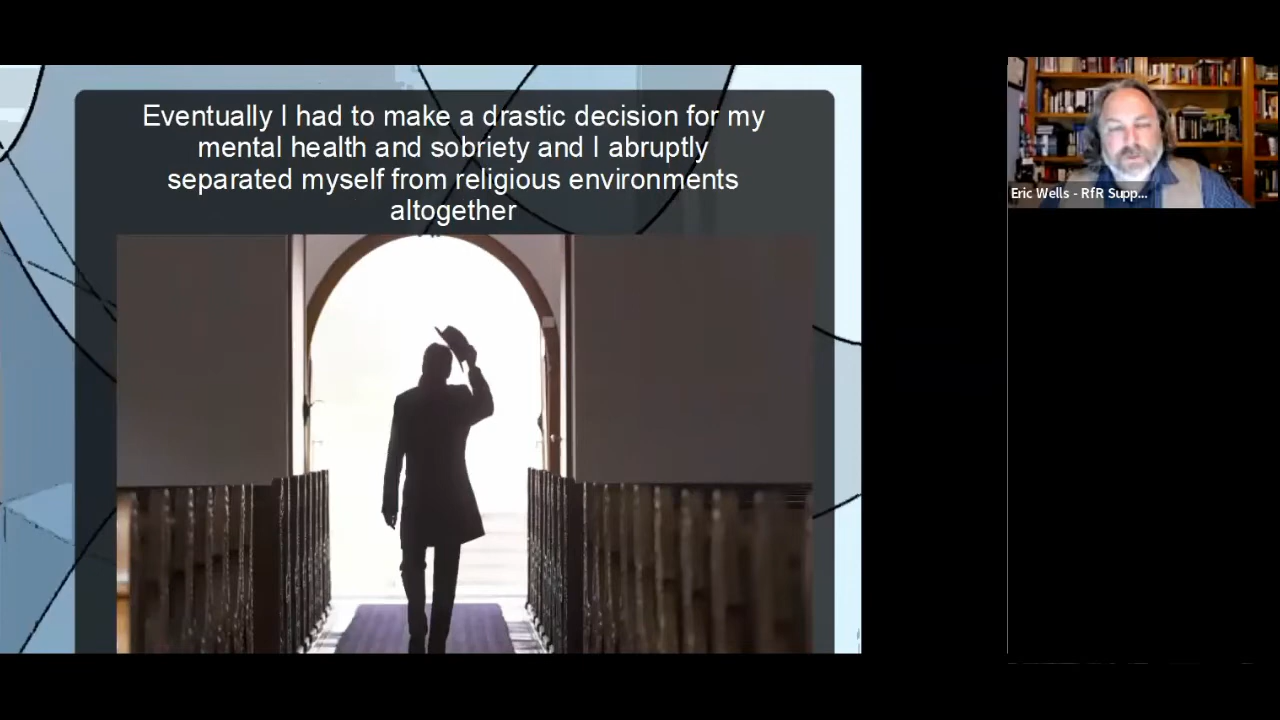 Eventually I had to make a drastic decision for my
mental health and sobriety and I abruptly
separated myself from religious environments
altogether
Eric Wells - RfR Supp...